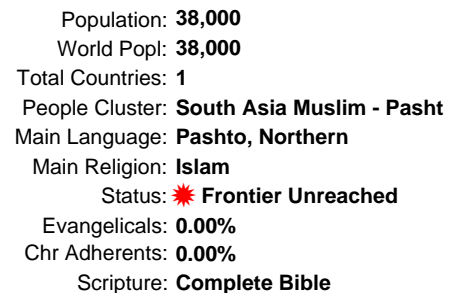 Population: 38,000
World Popl: 38,000
Total Countries: 1
People Cluster: South Asia Muslim - Pasht
Main Language: Pashto, Northern
Main Religion: Islam
Status: Frontier Unreached
Evangelicals: 0.00%
Chr Adherents: 0.00%
Scripture: Complete Bible